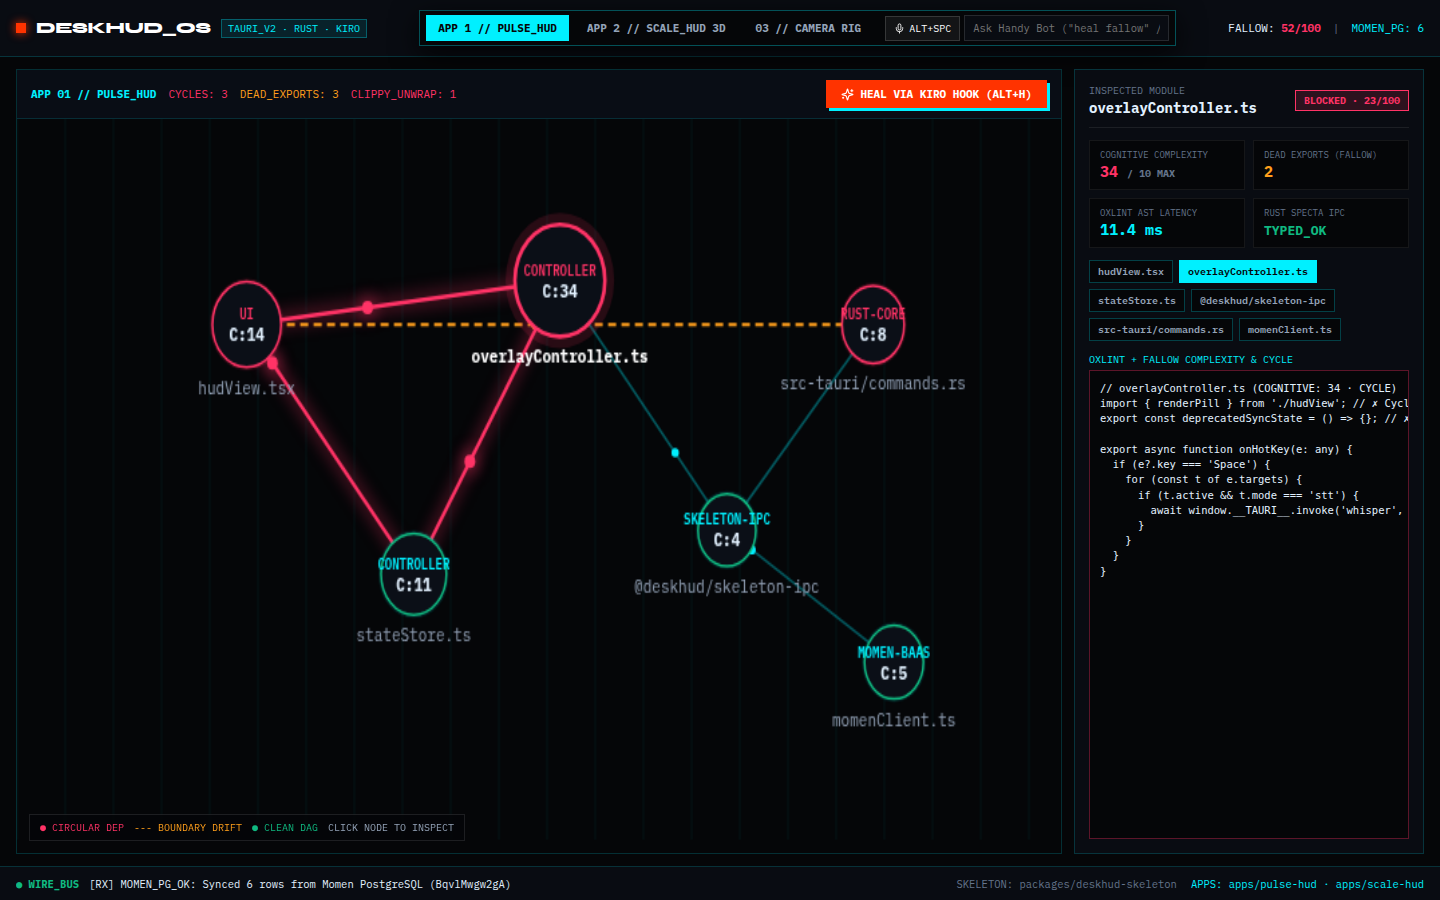 DESKHUD_OS
TAURI_V2 · RUST · KIRO
APP 1 // PULSE_HUD
APP 2 // SCALE_HUD 3D
03 // CAMERA RIG
ALT+SPC
Ask Handy Bot ("heal fallow" /
FALLOW: 52/100 | MOMEN_PG: 6
APP 01 // PULSE_HUD CYCLES: 3 DEAD_EXPORTS: 3 CLIPPY_UNWRAP: 1
HEAL VIA KIRO HOOK (ALT+H)
CONTROLLER
C:34
overlayController.ts
UI
C:14
hudView.tsx
RUST-CORE
C:8
src-tauri/commands.rs
SKELETON-IPC
C:4
@deskhud/skeleton-ipc
CONTROLLER
C:11
stateStore.ts
MOMEN-BAAS
C:5
momenClient.ts
CIRCULAR DEP --- BOUNDARY DRIFT CLEAN DAG CLICK NODE TO INSPECT
INSPECTED MODULE
overlayController.ts
BLOCKED · 23/100
COGNITIVE COMPLEXITY
34 / 10 MAX
DEAD EXPORTS (FALLOW)
2
OXLINT AST LATENCY
11.4 ms
RUST SPECTA IPC
TYPED_OK
hudView.tsx
overlayController.ts
stateStore.ts
@deskhud/skeleton-ipc
src-tauri/commands.rs
momenClient.ts
OXLINT + FALLOW COMPLEXITY & CYCLE
// overlayController.ts (COGNITIVE: 34 · CYCLE)
import { renderPill } from './hudView'; // ✗ Cycl
export const deprecatedSyncState = () => {}; // ✗
export async function onHotKey(e: any) {
if (e?.key === 'Space') {
for (const t of e.targets) {
if (t.active && t.mode === 'stt') {
await window.__TAURI__.invoke('whisper',
}
}
}
}
● WIRE_BUS [RX] MOMEN_PG_OK: Synced 6 rows from Momen PostgreSQL (BqvlMwgw2gA)
SKELETON: packages/deskhud-skeleton APPS: apps/pulse-hud · apps/scale-hud